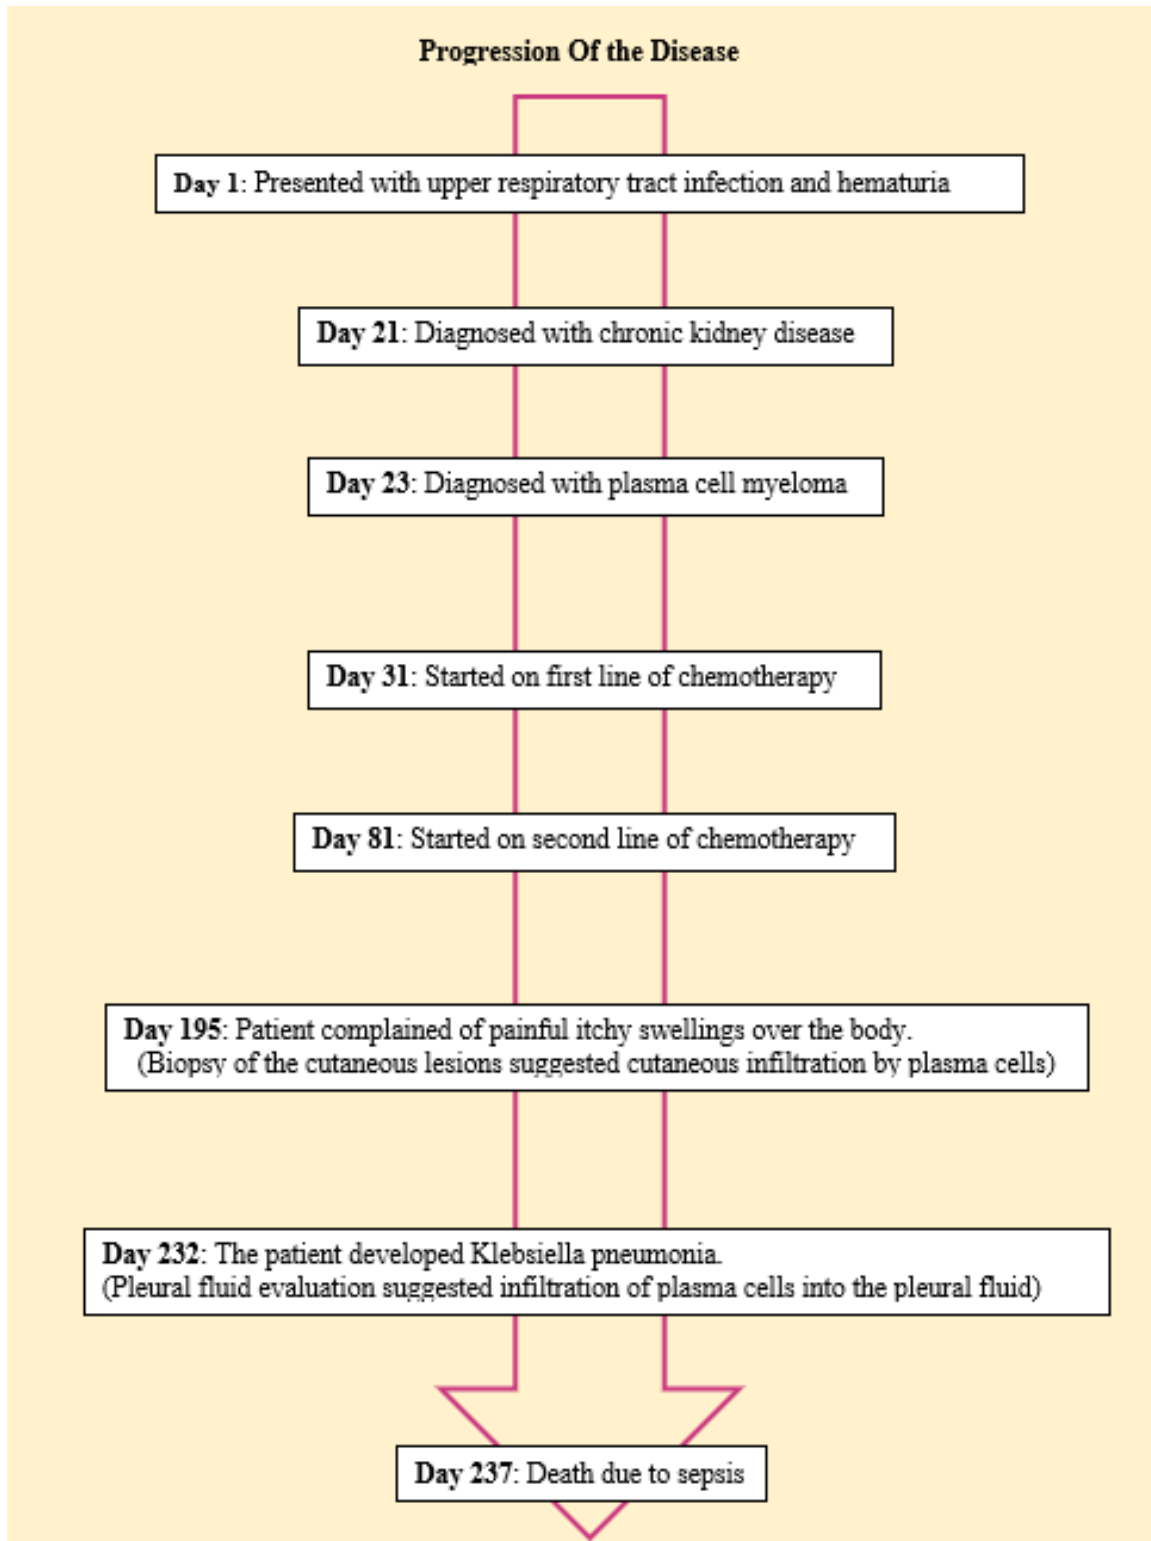 Progression Of the Disease
Day 1: Presented with upper respiratory tract infection and hematuria
Day 21: Diagnosed with chronic kidney disease
Day 23: Diagnosed with plasma cell myeloma
Day 31: Started on first line of chemotherapy
Day 81: Started on second line of chemotherapy
Day 195: Patient complained of painful itchy swellings over the body.
(Biopsy of the cutaneous lesions suggested cutaneous infiltration by plasma cells)
Day 232: The patient developed Klebsiella pneumonia.
(Pleural fluid evaluation suggested infiltration of plasma cells into the pleural fluid)
Day 237: Death due to sepsis